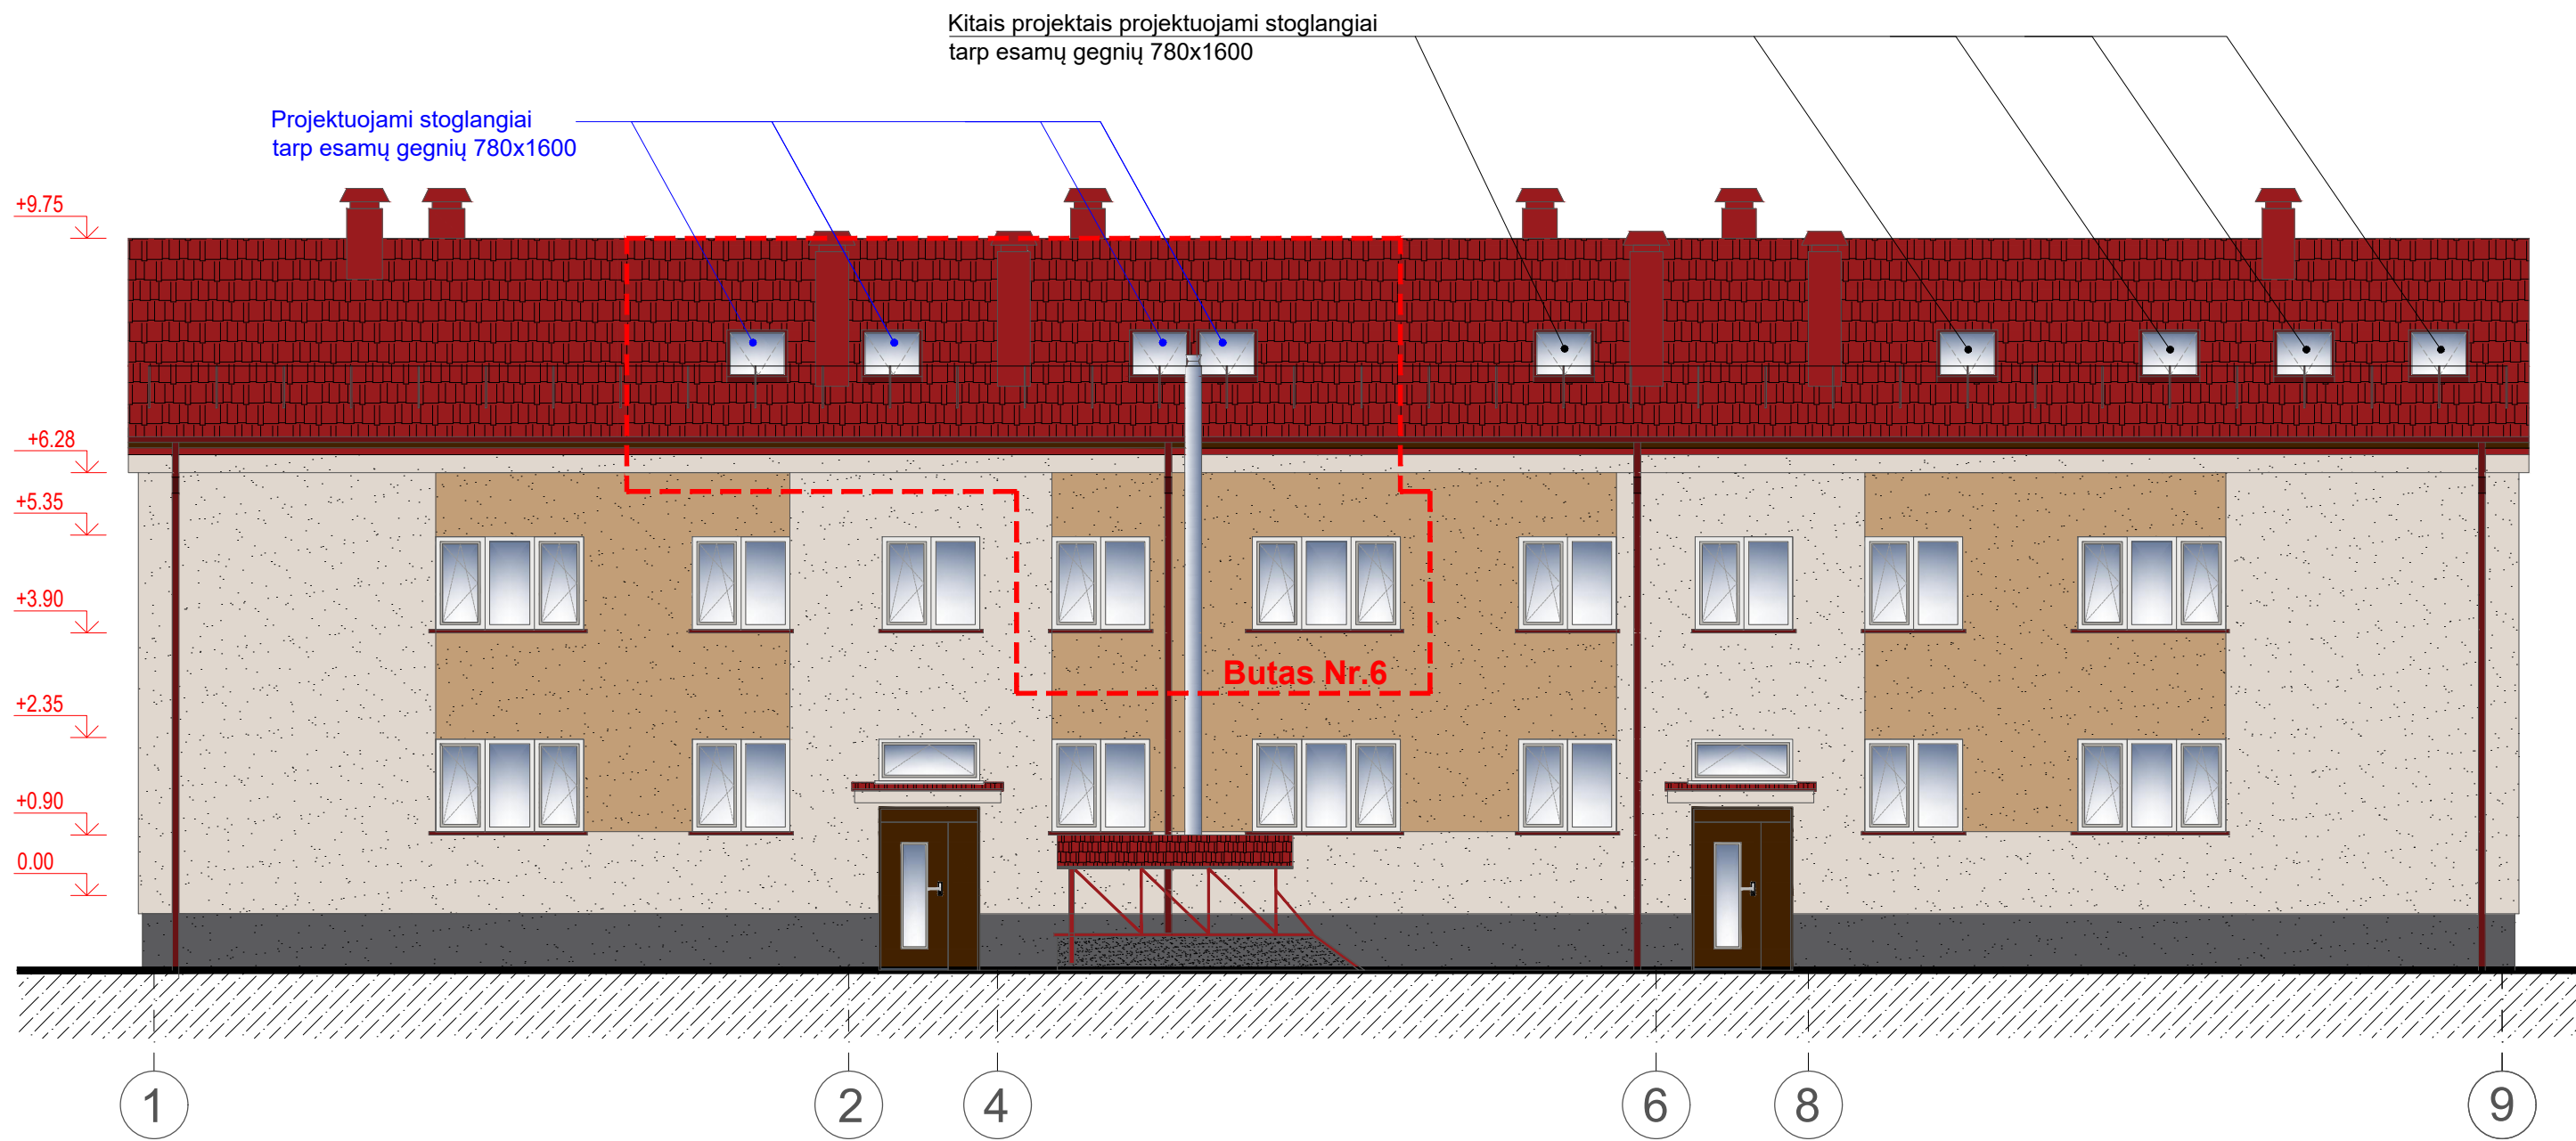 Kitais projektais projektuojami stoglangiai
tarp esamų gegnių 780x1600
Projektuojami stoglangiai
tarp esamų gegnių 780x1600
+9.75
+6.28
+5.35
+3.90
Butas Nr.6
+2.35
+0.90
0.00
1
2
4
6
8
9